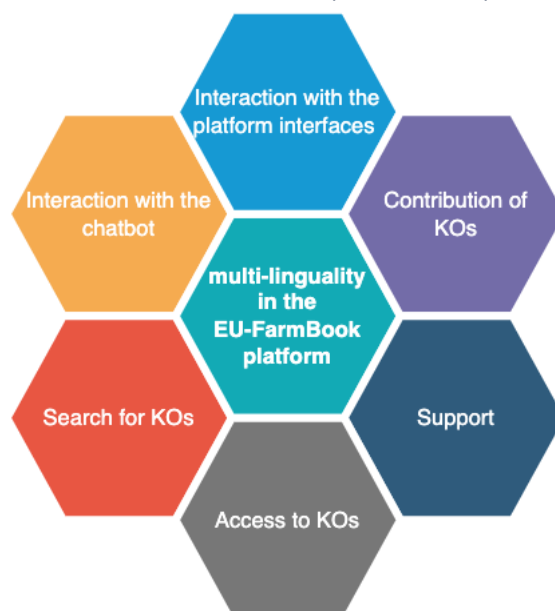 Interaction with the
platform interfaces
Interaction with the
chatbot
Contribution of
KOs
multi-linguality
in the
EU-FarmBook
platform
Search for KOs
Support
Access to KOs